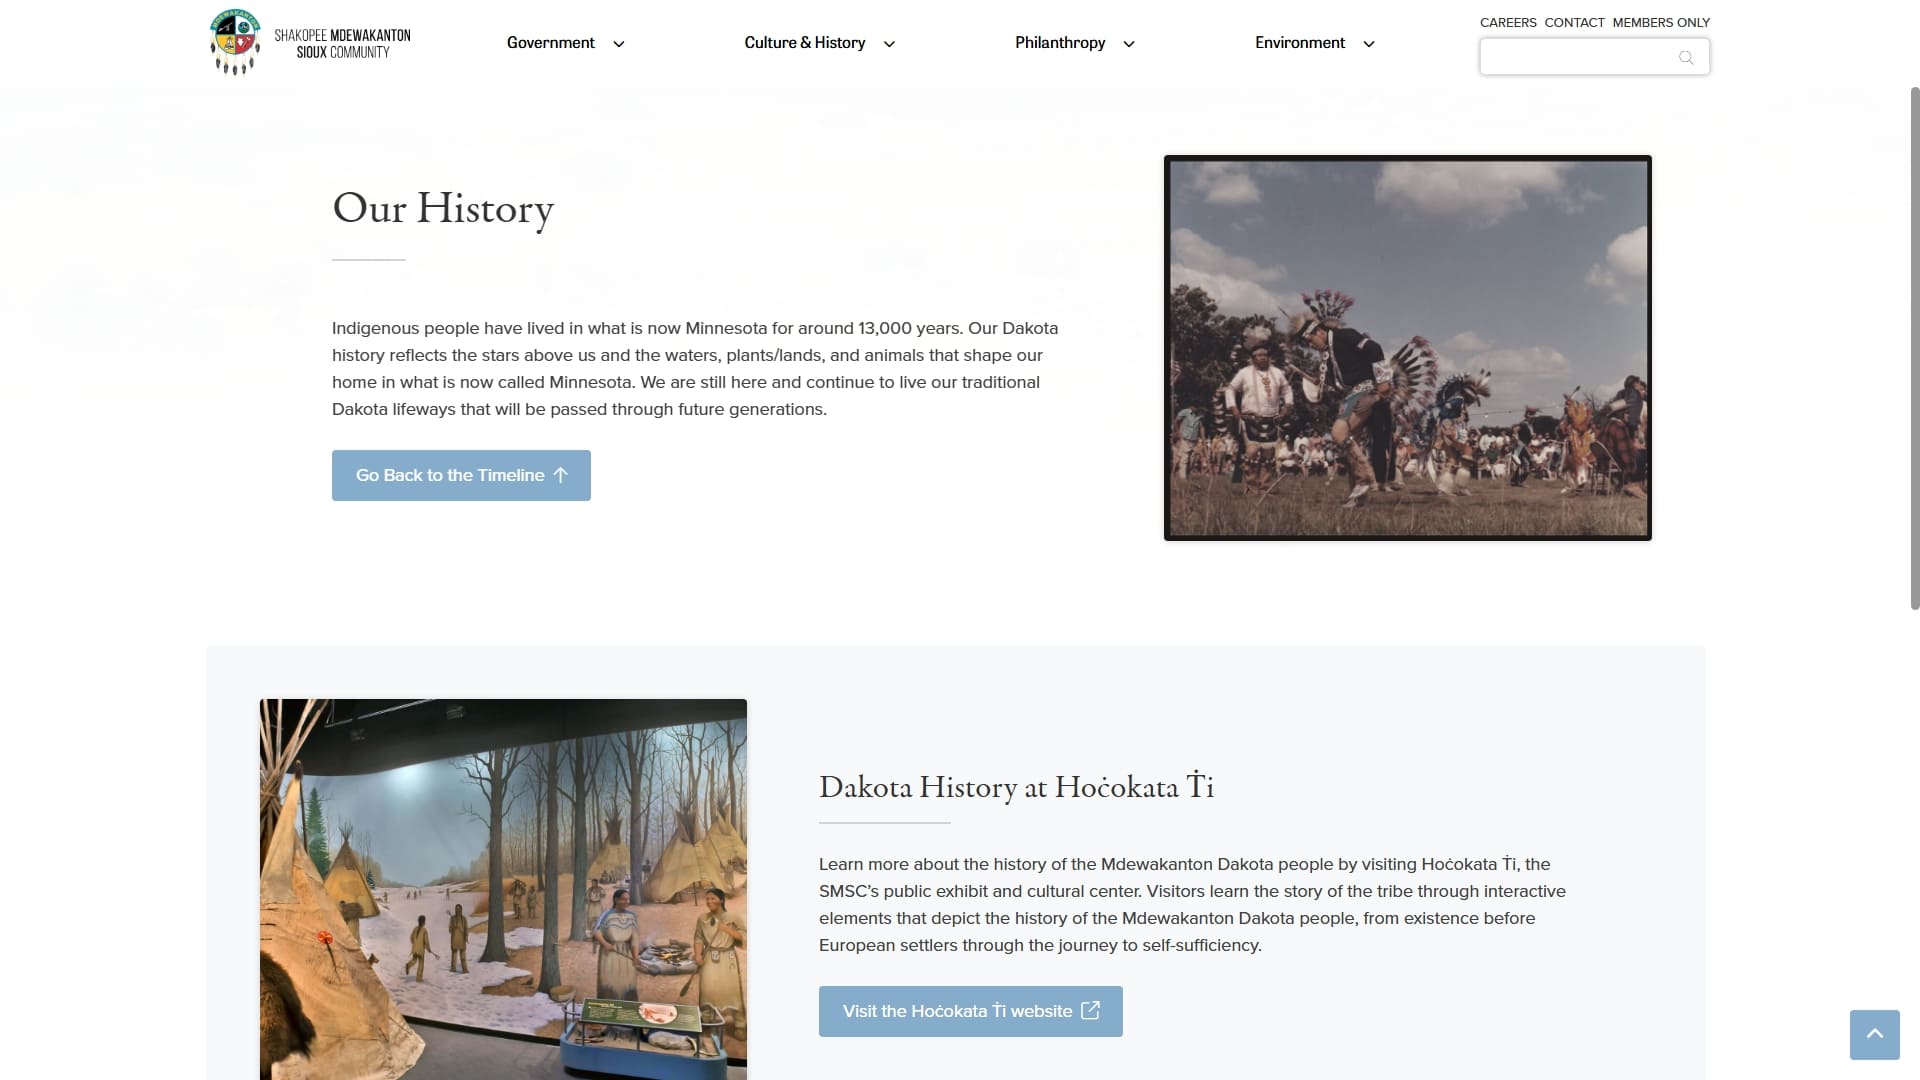 SHAKOPEE MDEWAKANTON
SIOUX COMMUNITY
Government
Culture & History
Philanthropy
Environment
CAREERS CONTACT MEMBERS ONLY
Our History
Indigenous people have lived in what is now Minnesota for around 13,000 years. Our Dakota
history reflects the stars above us and the waters, plants/lands, and animals that shape our
home in what is now called Minnesota. We are still here and continue to live our traditional
Dakota lifeways that will be passed through future generations.
Go Back to the Timeline
Dakota History at Hoċokata Ṫi
Learn more about the history of the Mdewakanton Dakota people by visiting Hoċokata Ṫi, the
SMSC’s public exhibit and cultural center. Visitors learn the story of the tribe through interactive
elements that depict the history of the Mdewakanton Dakota people, from existence before
European settlers through the journey to self-sufficiency.
Visit the Hoċokata Ṫi website